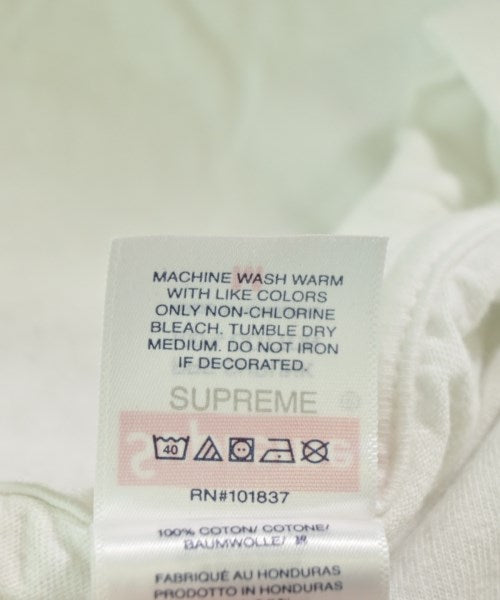 MACHINE WASH WARM
WITH LIKE COLORS
ONLY NON-CHLORINE
BLEACH. TUMBLE DRY
MEDIUM. DO NOT IRON
IF DECORATED.
SUPREME
40
RN#101837
100% COTON/ COTONE/
BAUMWOLLE/ 綿
FABRIQUÉ AU HONDURAS
PRODOTTO IN HONDURAS